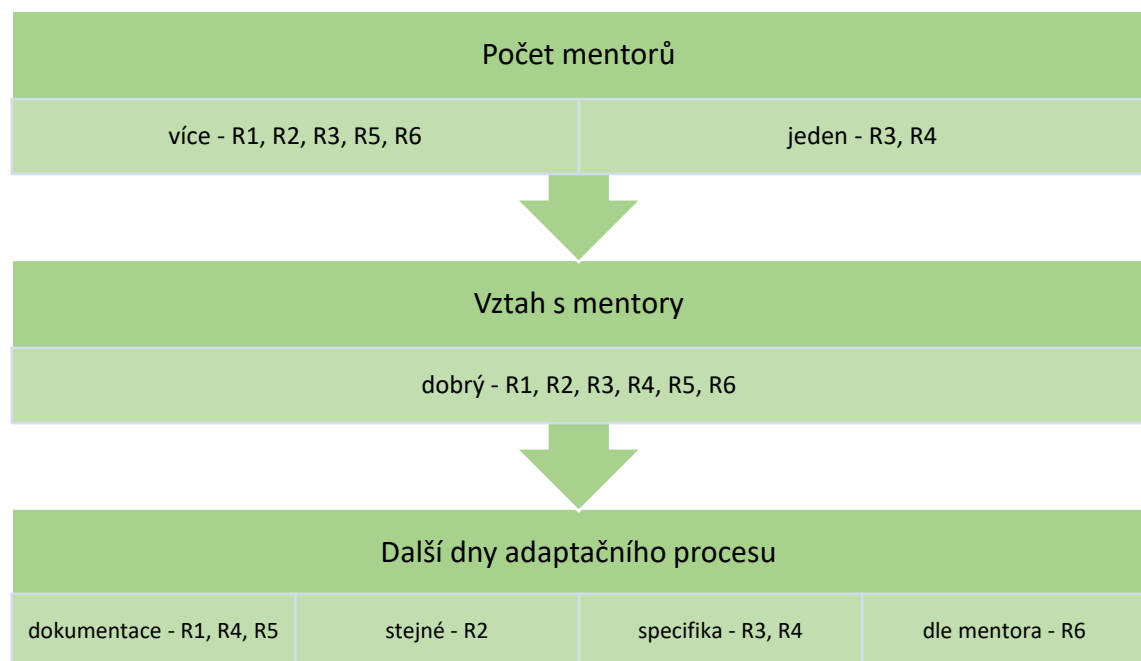 Počet mentorů
více - R1, R2, R3, R5, R6
jeden - R3, R4
Vztah s mentory
dobrý - R1, R2, R3, R4, R5, R6
Další dny adaptačního procesu
dokumentace - R1, R4, R5
stejné - R2
specifika - R3, R4
dle mentora - R6